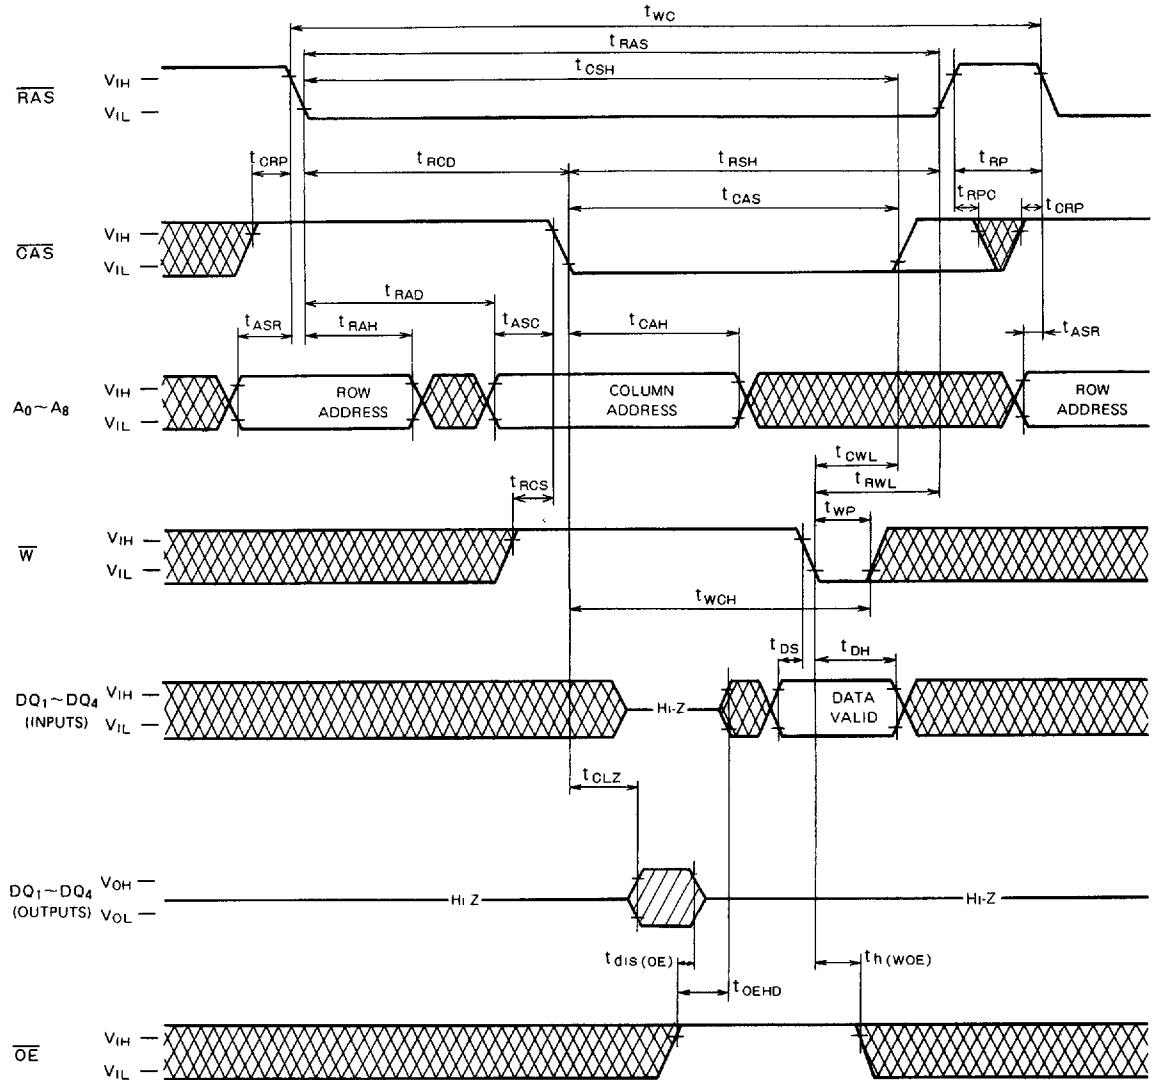 tWC
tRAS
tCSH
RAS
VIH
VIL
tCRP
tRCD
tRSH
tRP
tCAS
tRPC
tCRP
CAS
VIH
VIL
tRAD
tASR
tRAH
tASC
tCAH
tASR
A0~A8
VIH
VIL
ROW
ADDRESS
COLUMN
ADDRESS
ROW
ADDRESS
tCWL
tRCS
tRWL
tWP
W
VIH
VIL
tWCH
tDS
tDH
DQ1~DQ4
(INPUTS)
VIH
VIL
Hi-Z
DATA
VALID
tCLZ
DQ1~DQ4
(OUTPUTS)
VOH
VOL
Hi-Z
Hi-Z
tdis(OE)
th(WOE)
tOEHD
OE
VIH
VIL